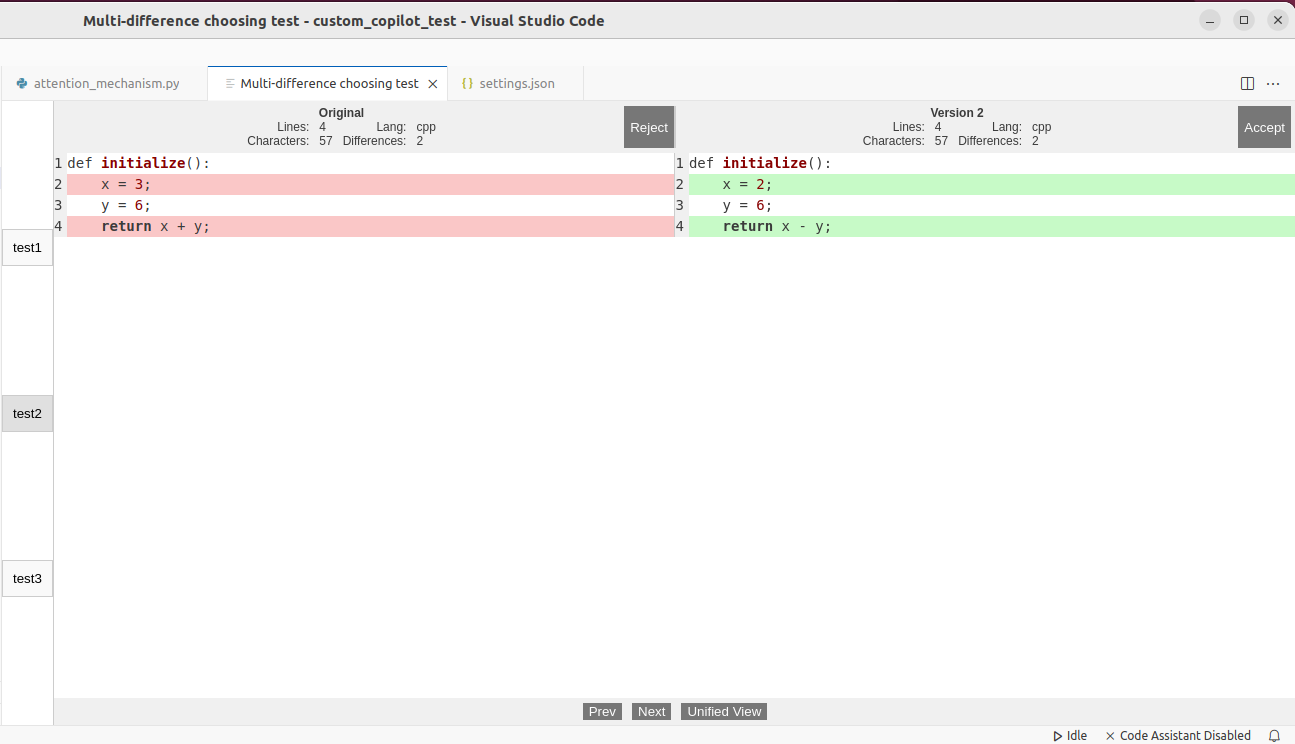 Multi-difference choosing test - custom_copilot_test - Visual Studio Code
attention_mechanism.py
Multi-difference choosing test
{} settings.json
test1
test2
test3
Original
Lines: 4 Lang: cpp
Characters: 57 Differences: 2
Reject
1 def initialize():
2     x = 3;
3     y = 6;
4     return x + y;
Version 2
Lines: 4 Lang: cpp
Characters: 57 Differences: 2
Accept
1 def initialize():
2     x = 2;
3     y = 6;
4     return x - y;
Prev Next Unified View
Idle Code Assistant Disabled